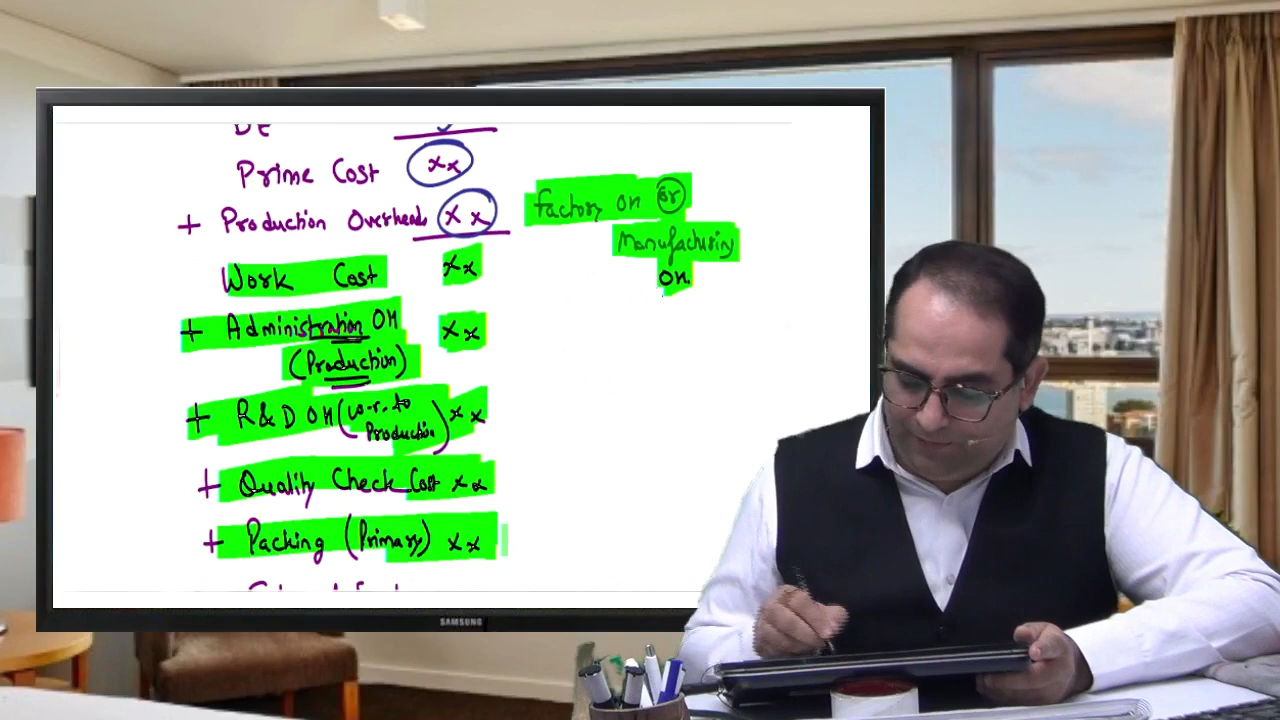 DE
Prime Cost xx
+ Production Overheads xx
Factory OH or
Manufacturing
OH.
Work Cost xx
+ Administration OH xx
(Production)
+ R&D OH (w.r. to
Production) xx
+ Quality Check Cost xx
+ Packing (Primary) xx
SAMSUNG